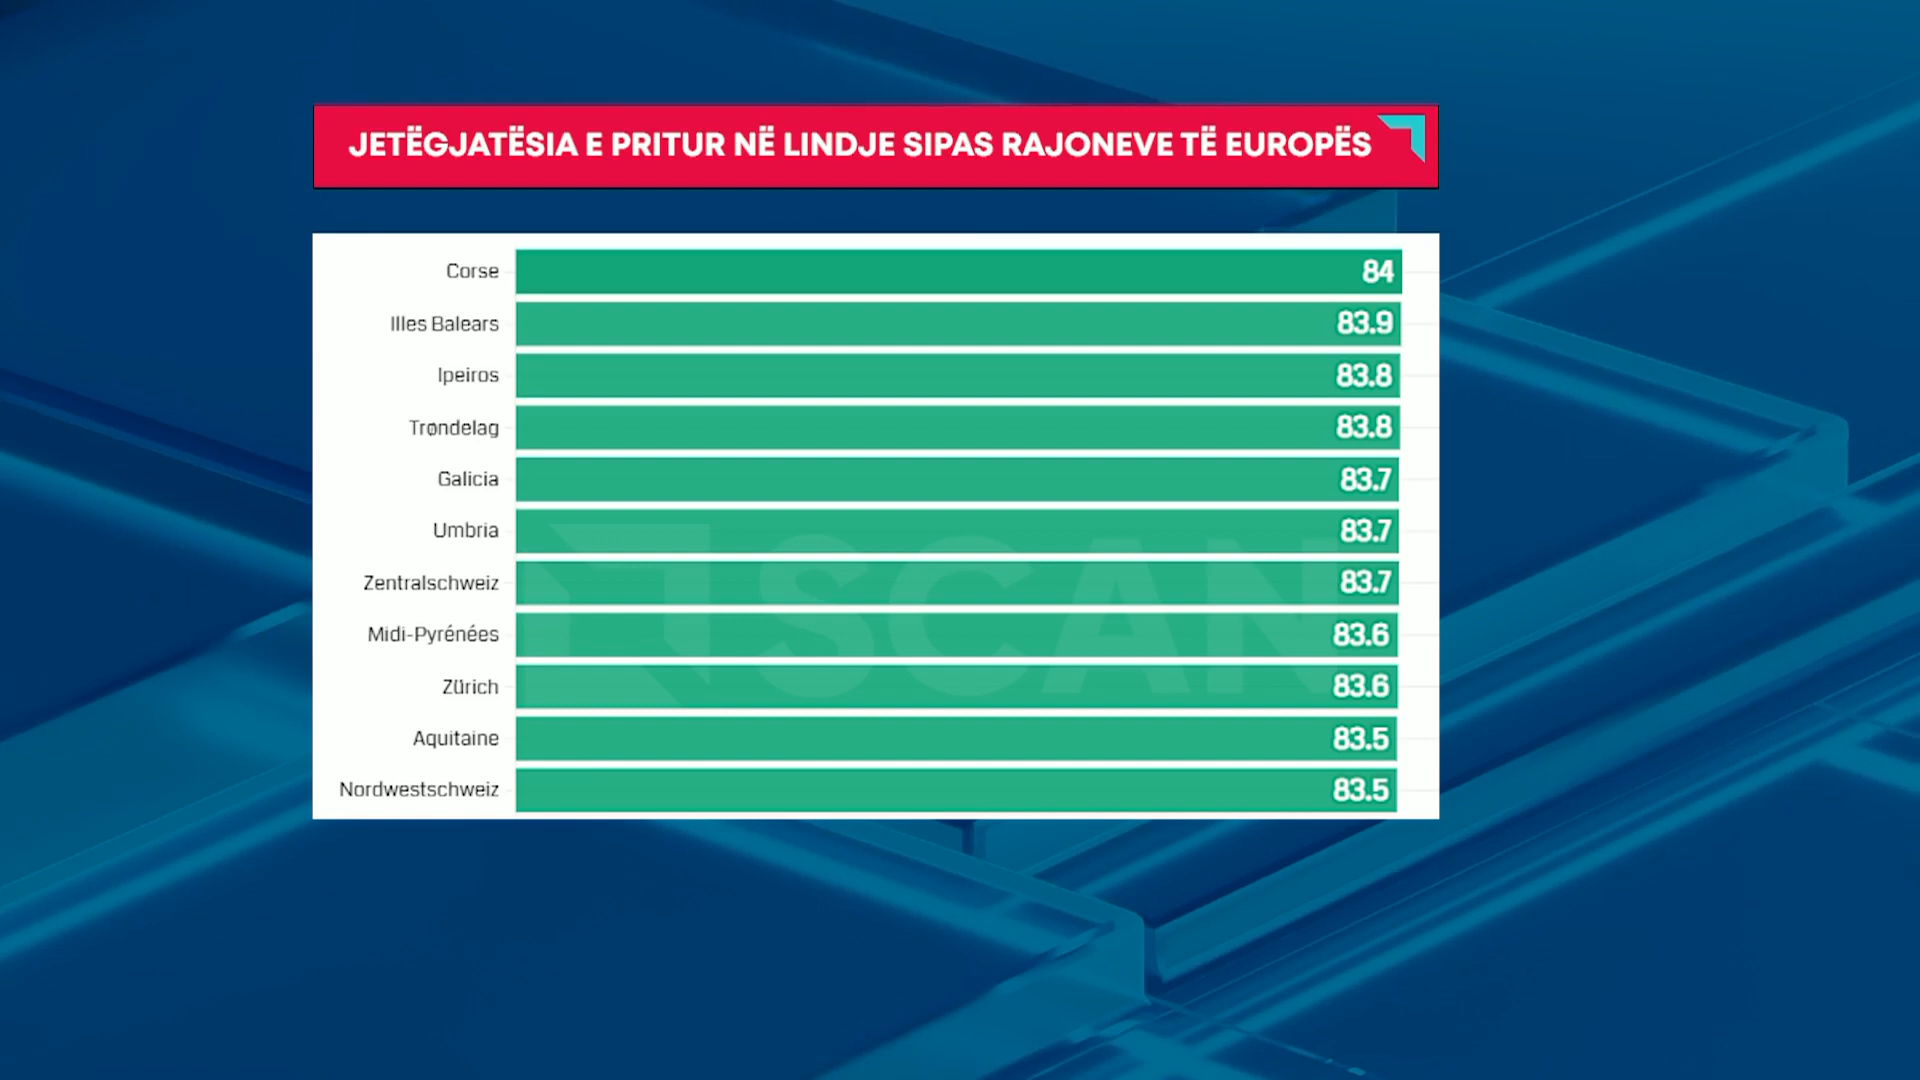 JETËGJATËSIA E PRITUR NË LINDJE SIPAS RAJONEVE TË EUROPËS
Corse 84
Illes Balears 83.9
Ipeiros 83.8
Trøndelag 83.8
Galicia 83.7
Umbria 83.7
Zentralschweiz 83.7
SCAN
Midi-Pyrénées 83.6
Zürich 83.6
Aquitaine 83.5
Nordwestschweiz 83.5